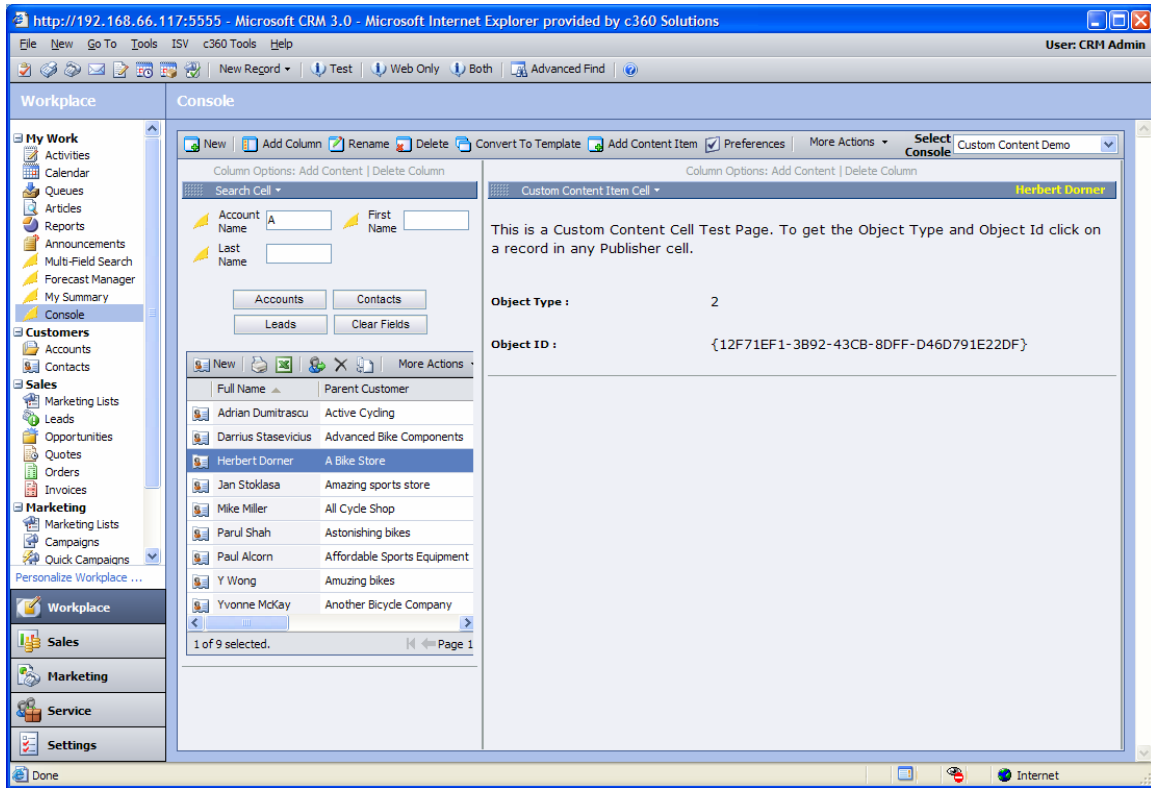 http://192.168.66.117:5555 - Microsoft CRM 3.0 - Microsoft Internet Explorer provided by c360 Solutions
File New Go To Tools ISV c360 Tools Help User: CRM Admin
New Record Test Web Only Both Advanced Find
Workplace
Console
My Work
Activities
Calendar
Queues
Articles
Reports
Announcements
Multi-Field Search
Forecast Manager
My Summary
Console
Customers
Accounts
Contacts
Sales
Marketing Lists
Leads
Opportunities
Quotes
Orders
Invoices
Marketing
Marketing Lists
Campaigns
Quick Campaigns
Personalize Workplace ...
Workplace
Sales
Marketing
Service
Settings
New Add Column Rename Delete Convert To Template Add Content Item Preferences More Actions Select Console Custom Content Demo
Column Options: Add Content | Delete Column
Search Cell
Account Name A First Name
Last Name
Accounts Contacts
Leads Clear Fields
New More Actions
Full Name Parent Customer
Adrian Dumitrascu Active Cycling
Darrius Stasevicius Advanced Bike Components
Herbert Dorner A Bike Store
Jan Stoklasa Amazing sports store
Mike Miller All Cycle Shop
Parul Shah Astonishing bikes
Paul Alcorn Affordable Sports Equipment
Y Wong Amuzing bikes
Yvonne McKay Another Bicycle Company
1 of 9 selected. Page 1
Column Options: Add Content | Delete Column
Custom Content Item Cell Herbert Dorner
This is a Custom Content Cell Test Page. To get the Object Type and Object Id click on
a record in any Publisher cell.
Object Type : 2
Object ID : {12F71EF1-3B92-43CB-8DFF-D46D791E22DF}
Done Internet